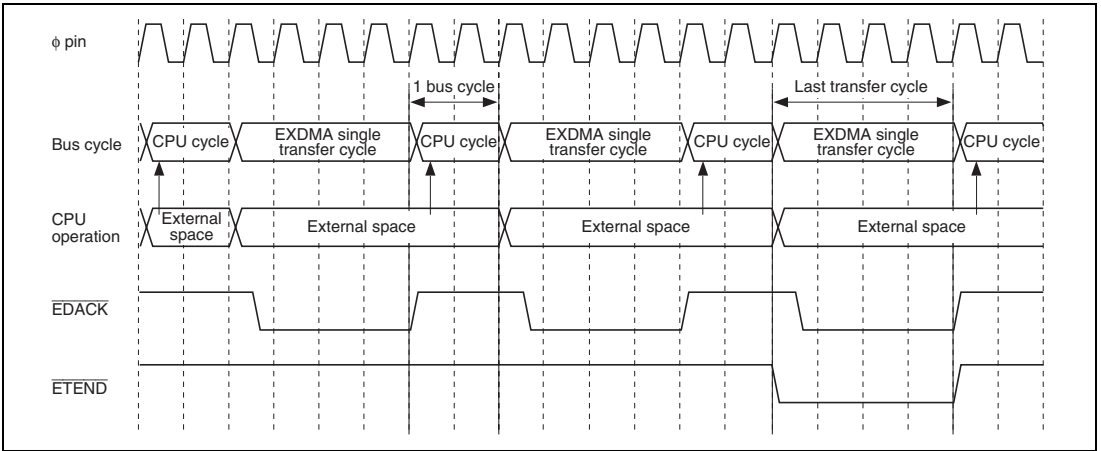 φ pin
1 bus cycle
Last transfer cycle
Bus cycle
CPU cycle
EXDMA single
transfer cycle
CPU cycle
EXDMA single
transfer cycle
CPU cycle
EXDMA single
transfer cycle
CPU cycle
CPU
operation
External
space
External space
External space
External space
EDACK
ETEND